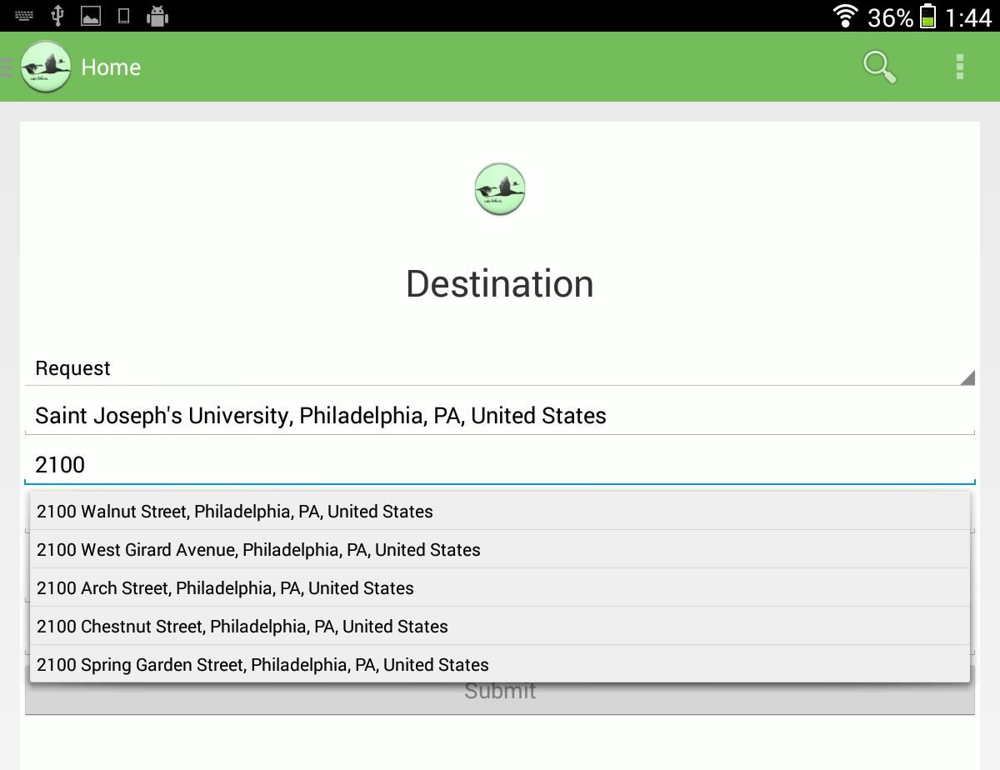 36% 1:44
Home
Destination
Request
Saint Joseph's University, Philadelphia, PA, United States
2100
2100 Walnut Street, Philadelphia, PA, United States
2100 West Girard Avenue, Philadelphia, PA, United States
2100 Arch Street, Philadelphia, PA, United States
2100 Chestnut Street, Philadelphia, PA, United States
2100 Spring Garden Street, Philadelphia, PA, United States
Submit